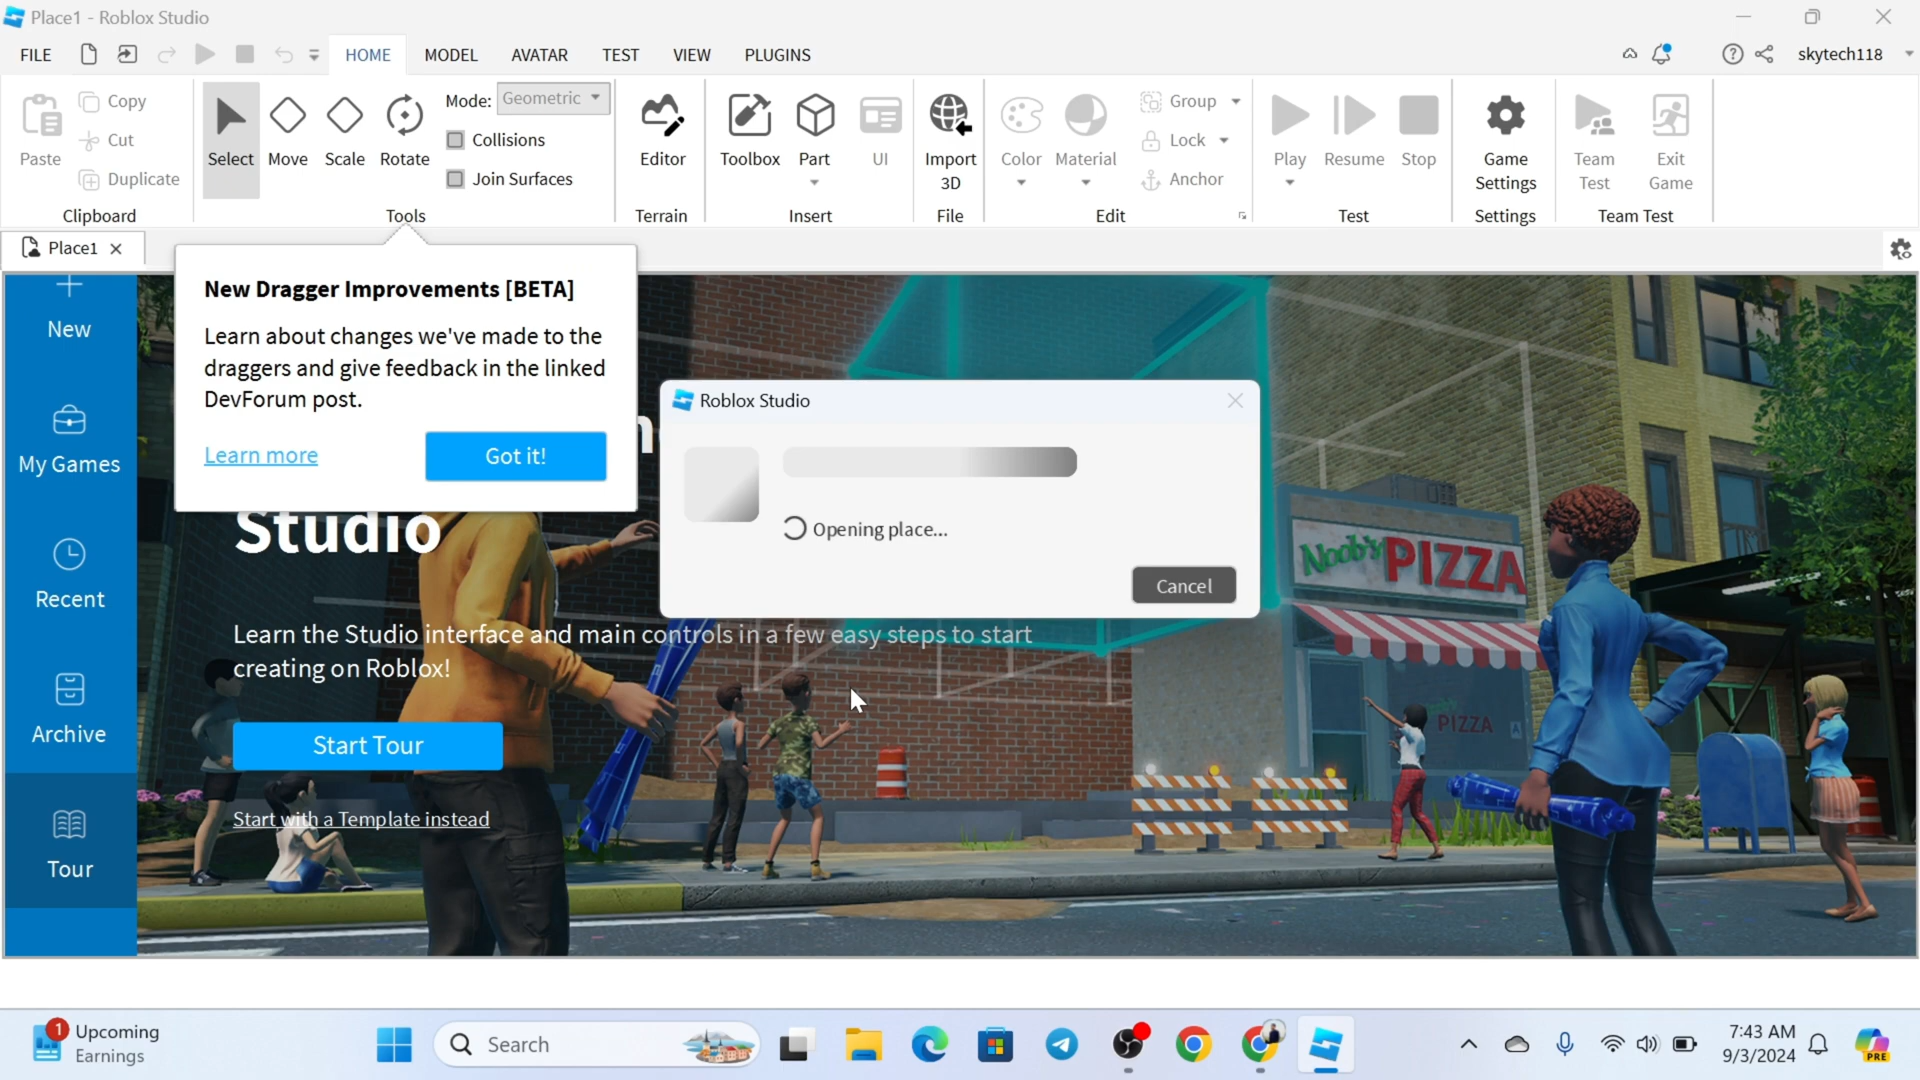 Place1 - Roblox Studio
FILE HOME MODEL AVATAR TEST VIEW PLUGINS skytech118
Paste
Copy
Cut
Duplicate
Clipboard
Select Move Scale Rotate
Mode: Geometric
Collisions
Join Surfaces
Tools
Editor
Terrain
Toolbox Part UI
Insert
Import
3D
File
Color Material
Group
Lock
Anchor
Edit
Play Resume Stop
Test
Game
Settings
Settings
Team
Test
Exit
Game
Team Test
Place1
New
My Games
Recent
Archive
Tour
New Dragger Improvements [BETA]
Learn about changes we've made to the
draggers and give feedback in the linked
DevForum post.
Learn more Got it!
Studio
Learn the Studio interface and main controls in a few easy steps to start
creating on Roblox!
Start Tour
Start with a Template instead
Roblox Studio
Opening place...
Cancel
Noob's PIZZA
PIZZA
1 Upcoming
Earnings
Search
PRE
7:43 AM
9/3/2024